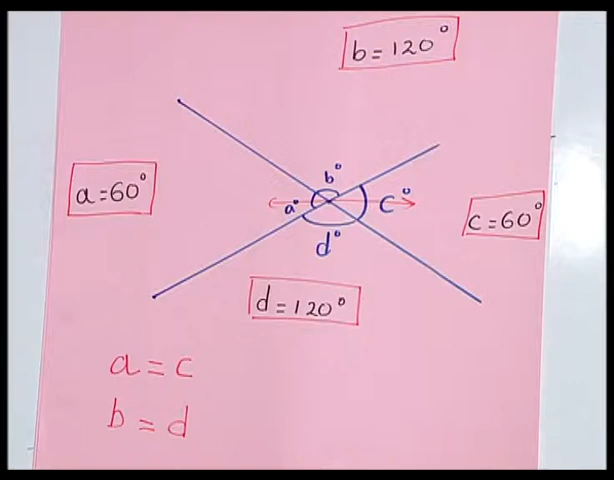 b = 120°
a = 60°
b°
a°
c°
c = 60°
d°
d = 120°
a = c
b = d